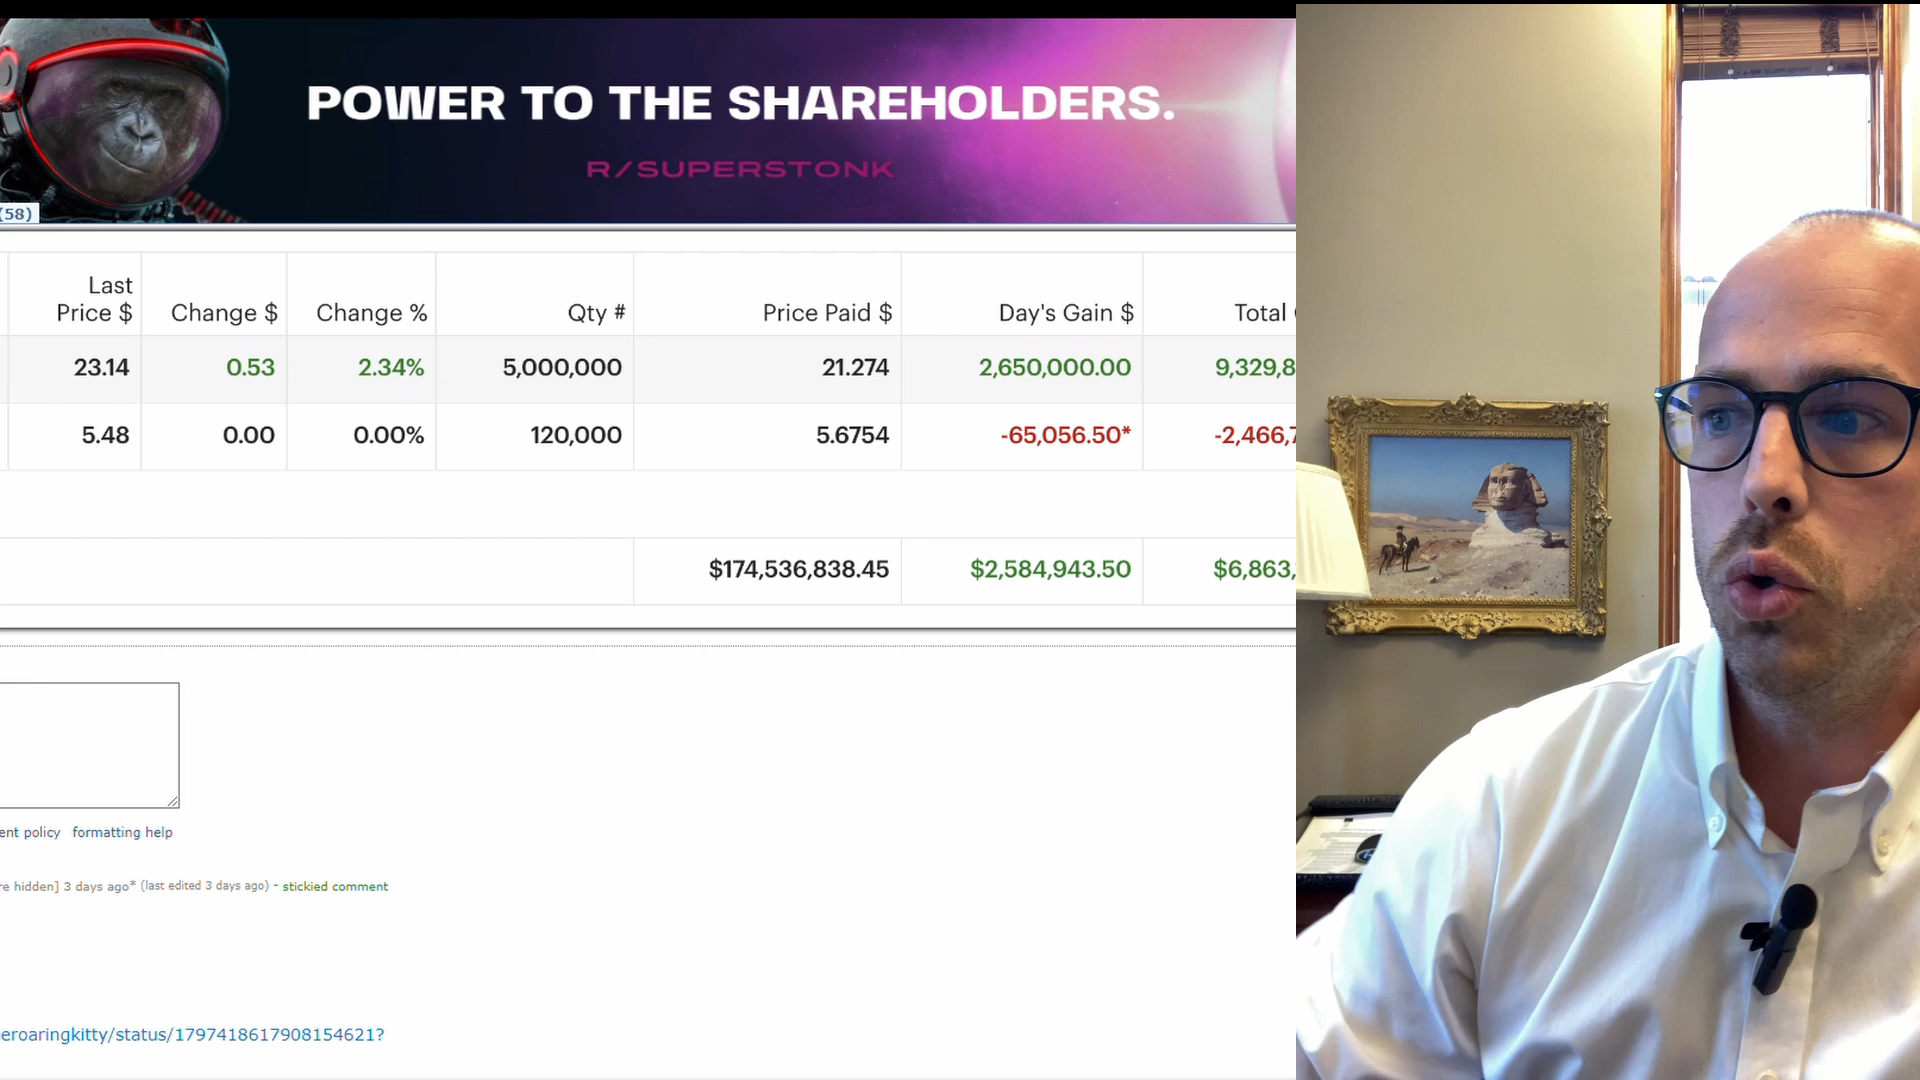 POWER TO THE SHAREHOLDERS.
R/SUPERSTONK
(58)
Last Price $ Change $ Change % Qty # Price Paid $ Day's Gain $ Total
23.14 0.53 2.34% 5,000,000 21.274 2,650,000.00 9,329,8
5.48 0.00 0.00% 120,000 5.6754 -65,056.50* -2,466,7
$174,536,838.45 $2,584,943.50 $6,863,
ent policy formatting help
re hidden] 3 days ago* (last edited 3 days ago) - stickied comment
eroaringkitty/status/1797418617908154621?